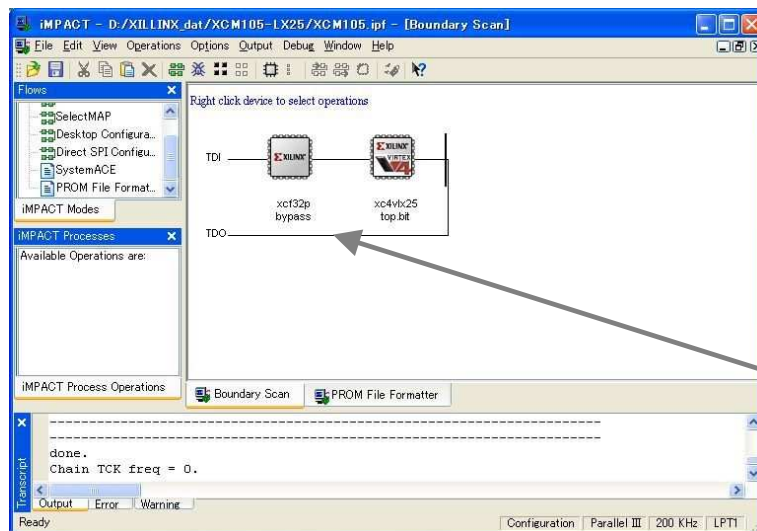 iMPACT - D:/XILLINX_dat/XCM105-LX25/XCM105.ipf - [Boundary Scan]
File Edit View Operations Options Output Debug Window Help
Flows
SelectMAP
Desktop Configura...
Direct SPI Configu...
SystemACE
PROM File Format...
iMPACT Modes
iMPACT Processes
Available Operations are:
iMPACT Process Operations
Right click device to select operations
TDI
XILINX
XILINX
VIRTEX
4
xcf32p
bypass
xc4vlx25
top.bit
TDO
Boundary Scan
PROM File Formatter
----------------------------------------------------------------------
----------------------------------------------------------------------
done.
Chain TCK freq = 0.
Transcript
Output Error Warning
Ready
Configuration Parallel III 200 KHz LPT1